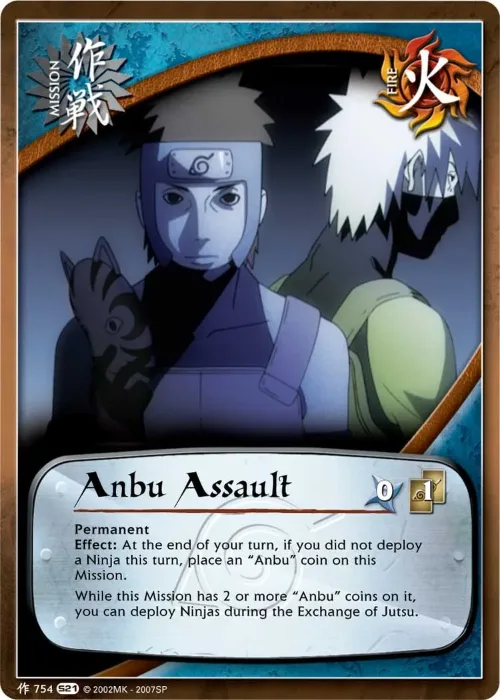 MISSION
作戦
FIRE
火
Anbu Assault
0
1
Permanent
Effect: At the end of your turn, if you did not deploy
a Ninja this turn, place an “Anbu” coin on this
Mission.
While this Mission has 2 or more “Anbu” coins on it,
you can deploy Ninjas during the Exchange of Jutsu.
作 754 S21 © 2002MK - 2007SP